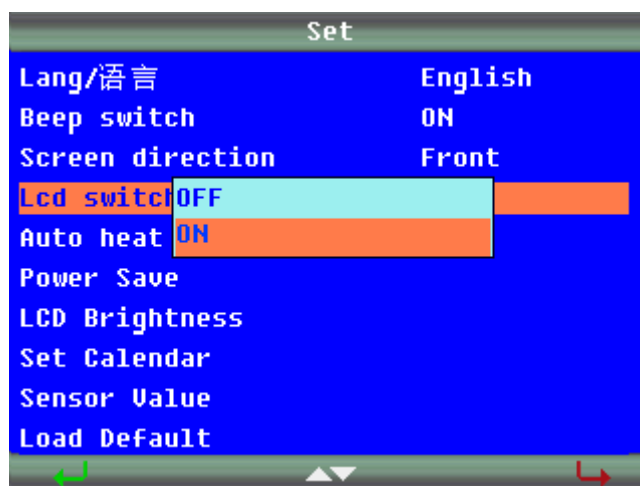 Set
Lang/语言 English
Beep switch ON
Screen direction Front
Lcd switch
OFF
ON
Auto heat
Power Save
LCD Brightness
Set Calendar
Sensor Value
Load Default